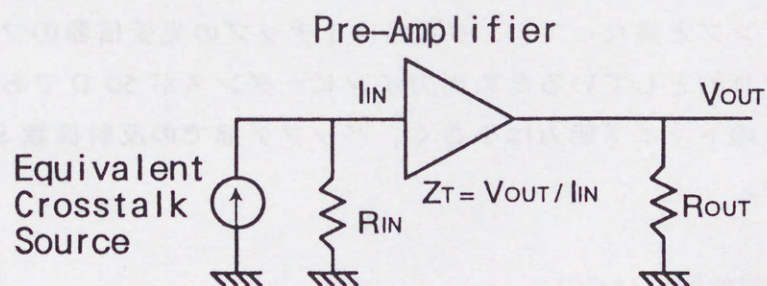 Pre-Amplifier
IIN
VOUT
Equivalent
Crosstalk
Source
RIN
ZT = VOUT / IIN
ROUT